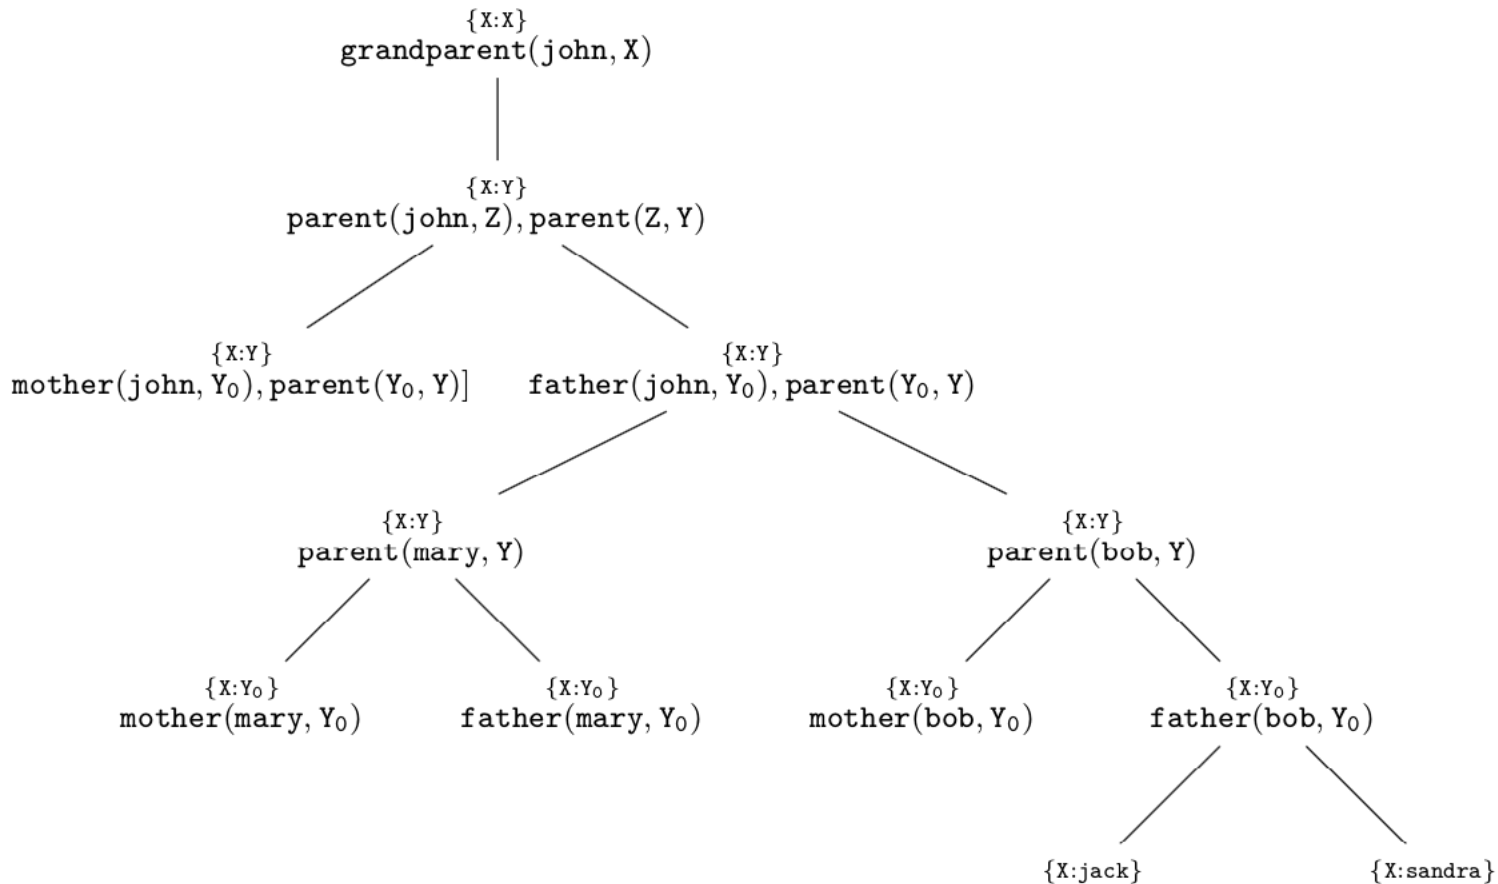 {X:X}
grandparent(john, X)
{X:Y}
parent(john, Z), parent(Z, Y)
{X:Y}
mother(john, Y₀), parent(Y₀, Y)]
{X:Y}
father(john, Y₀), parent(Y₀, Y)
{X:Y}
parent(mary, Y)
{X:Y}
parent(bob, Y)
{X:Y₀}
mother(mary, Y₀)
{X:Y₀}
father(mary, Y₀)
{X:Y₀}
mother(bob, Y₀)
{X:Y₀}
father(bob, Y₀)
{X:jack}
{X:sandra}